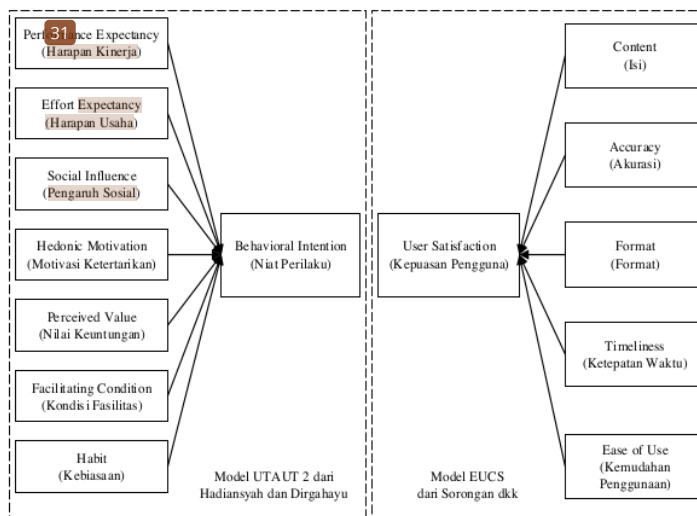 31
Performance Expectancy
(Harapan Kinerja)
Effort Expectancy
(Harapan Usaha)
Social Influence
(Pengaruh Sosial)
Hedonic Motivation
(Motivasi Ketertarikan)
Perceived Value
(Nilai Keuntungan)
Facilitating Condition
(Kondisi Fasilitas)
Habit
(Kebiasaan)
Behavioral Intention
(Niat Perilaku)
Model UTAUT 2 dari
Hadiansyah dan Dirgahayu
User Satisfaction
(Kepuasan Pengguna)
Model EUCS
dari Sorongan dkk
Content
(Isi)
Accuracy
(Akurasi)
Format
(Format)
Timeliness
(Ketepatan Waktu)
Ease of Use
(Kemudahan
Penggunaan)